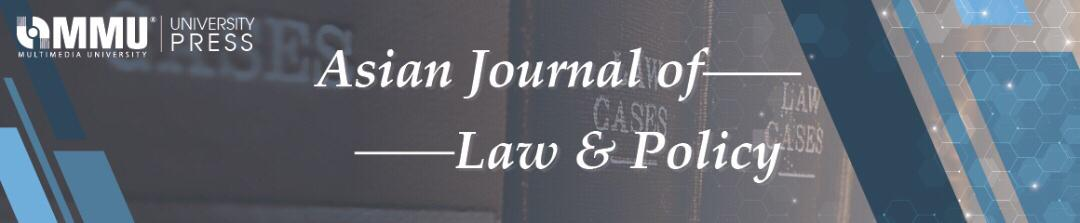 MMU
MULTIMEDIA UNIVERSITY
UNIVERSITY
PRESS
CASES
Asian Journal of
Law & Policy
LAW
CASES
LAW
CASES